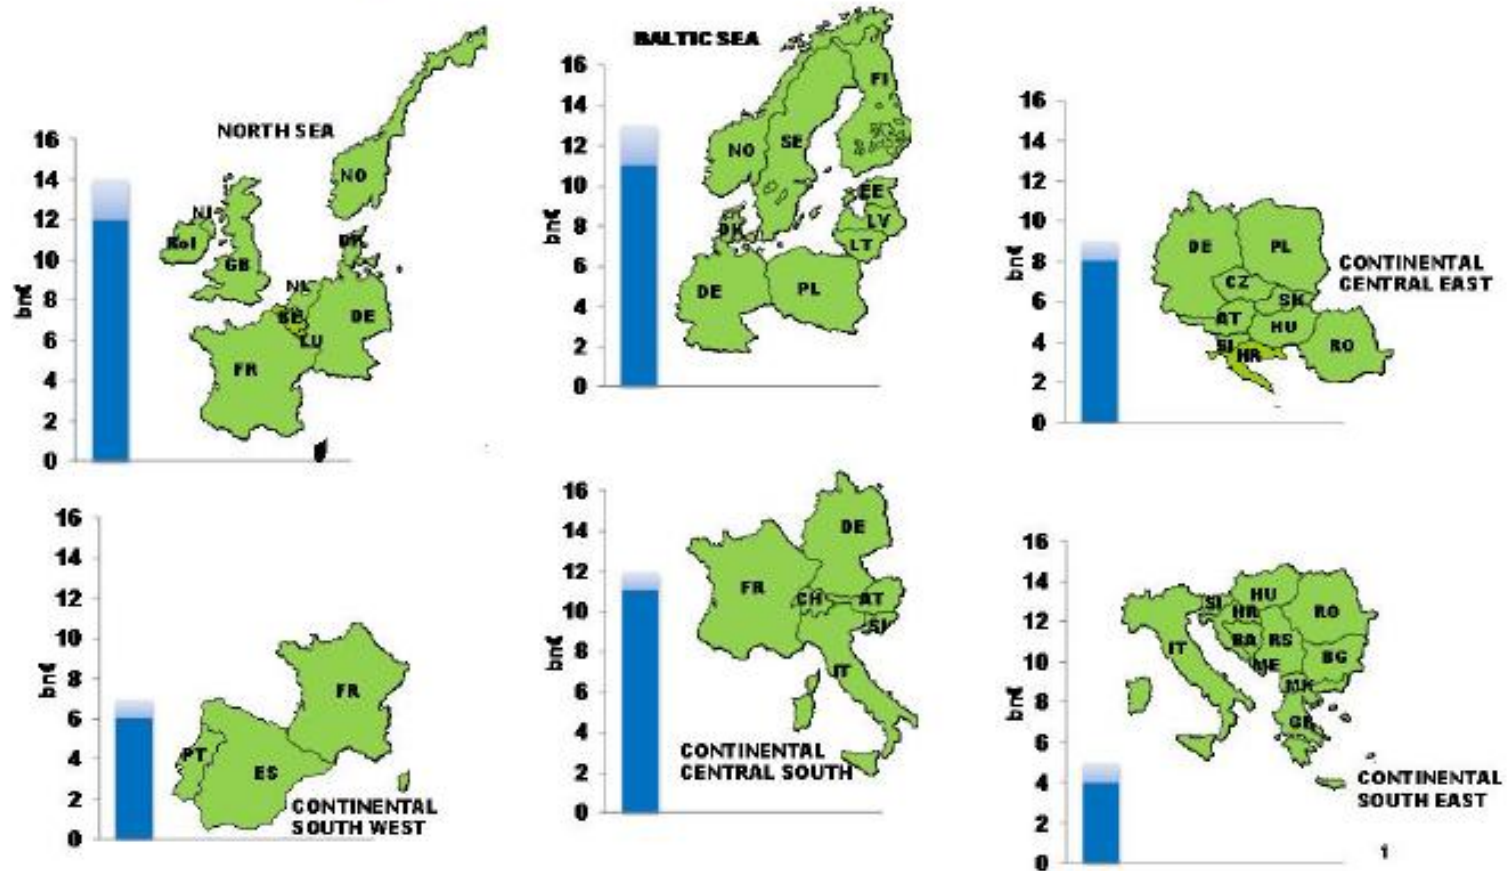 NORTH SEA
16
14
12
10
8
6
4
2
0
bn€
NO
NI
RoI
GB
DK
NL
BE
DE
LU
FR
BALTIC SEA
16
14
12
10
8
6
4
2
0
bn€
FI
NO
SE
EE
LV
LT
DK
DE
PL
16
14
12
10
8
6
4
2
0
bn€
DE
PL
CZ
SK
AT
HU
SI
HR
RO
CONTINENTAL
CENTRAL EAST
16
14
12
10
8
6
4
2
0
bn€
FR
PT
ES
CONTINENTAL
SOUTH WEST
16
14
12
10
8
6
4
2
0
bn€
DE
FR
CH
AT
SI
IT
CONTINENTAL
CENTRAL SOUTH
16
14
12
10
8
6
4
2
0
bn€
SI
HU
HR
RO
BA
RS
IT
ME
BG
MK
GR
CONTINENTAL
SOUTH EAST
1